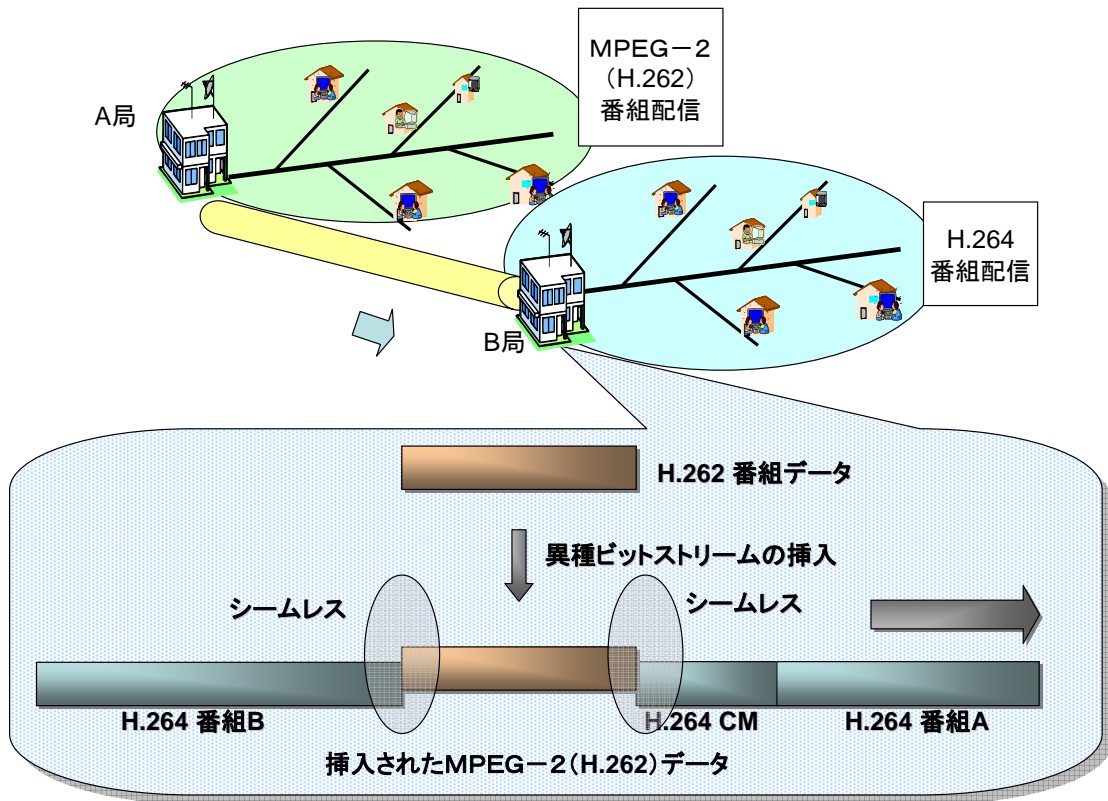 MPEG－2
（H.262）
番組配信
A局
H.264
番組配信
B局
H.262 番組データ
異種ビットストリームの挿入
シームレス
シームレス
H.264 番組B
H.264 CM
H.264 番組A
挿入されたMPEG－2（H.262）データ